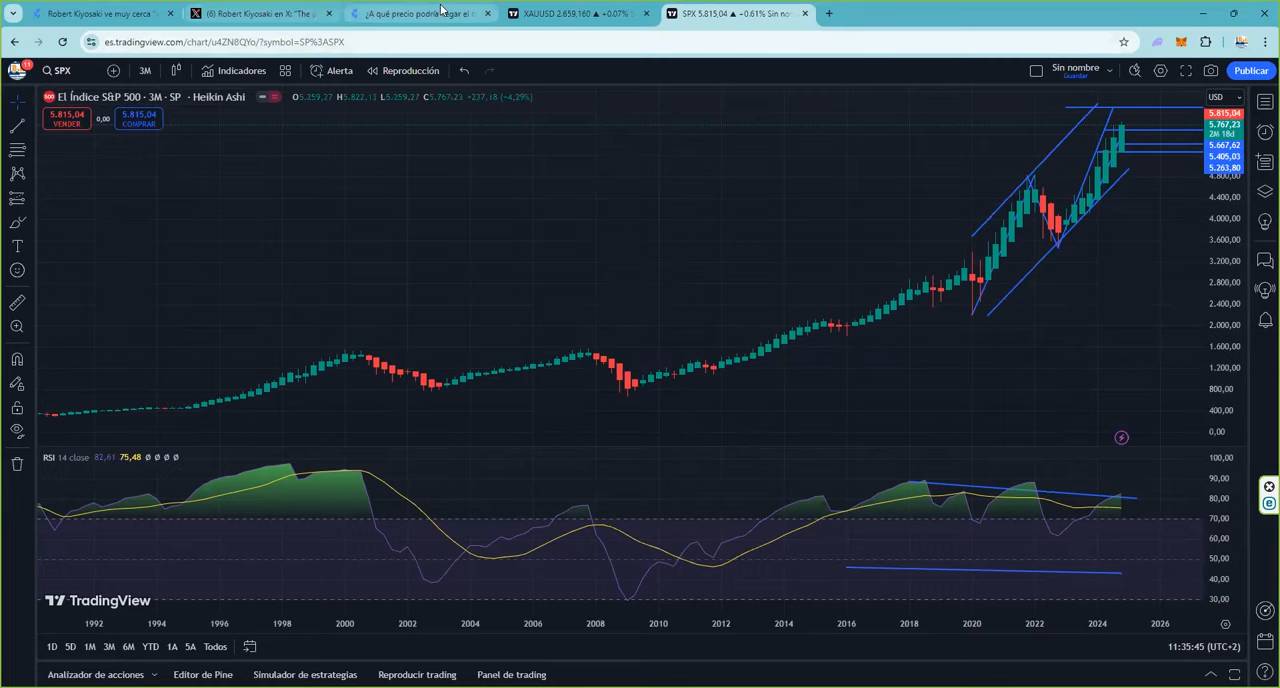 Robert Kiyosaki ve muy cerca "
(6) Robert Kiyosaki en X: "The g
¿A qué precio podría llegar el o
XAUUSD 2.659,160 ▲ +0.07% S
SPX 5.815,04 ▲ +0.61% Sin nom
es.tradingview.com/chart/u4ZN8QYo/?symbol=SP%3ASPX
11
SPX
3M
Indicadores
Alerta
Reproducción
Sin nombre
Guardar
Publicar
500
El Índice S&P 500 · 3M · SP · Heikin Ashi
O5.259,27 H5.822,13 L5.259,27 C5.767,23 +237,18 (+4,29%)
5.815,04
VENDER
0,00
5.815,04
COMPRAR
USD
5.815,04
5.767,23
2M 18d
5.667,62
5.405,03
5.263,80
4.800,00
4.400,00
4.000,00
3.600,00
3.200,00
2.800,00
2.400,00
2.000,00
1.600,00
1.200,00
800,00
400,00
0,00
RSI 14 close 82,61 75,48 Ø Ø Ø Ø
100,00
90,00
80,00
70,00
60,00
50,00
40,00
30,00
TradingView
1992 1994 1996 1998 2000 2002 2004 2006 2008 2010 2012 2014 2016 2018 2020 2022 2024 2026
1D 5D 1M 3M 6M YTD 1A 5A Todos
11:35:45 (UTC+2)
Analizador de acciones
Editor de Pine
Simulador de estrategias
Reproducir trading
Panel de trading